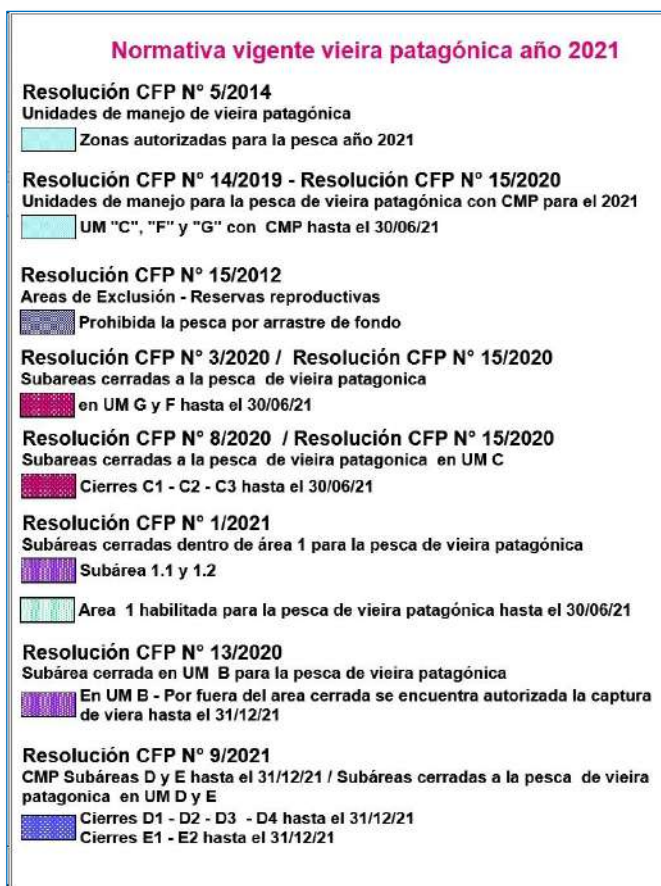 Normativa vigente vieira patagónica año 2021
Resolución CFP N° 5/2014
Unidades de manejo de vieira patagónica
Zonas autorizadas para la pesca año 2021
Resolución CFP N° 14/2019 - Resolución CFP N° 15/2020
Unidades de manejo para la pesca de vieira patagónica con CMP para el 2021
UM "C", "F" y "G" con CMP hasta el 30/06/21
Resolución CFP N° 15/2012
Areas de Exclusión - Reservas reproductivas
Prohibida la pesca por arrastre de fondo
Resolución CFP N° 3/2020 / Resolución CFP N° 15/2020
Subareas cerradas a la pesca de vieira patagonica
en UM G y F hasta el 30/06/21
Resolución CFP N° 8/2020 / Resolución CFP N° 15/2020
Subareas cerradas a la pesca de vieira patagonica en UM C
Cierres C1 - C2 - C3 hasta el 30/06/21
Resolución CFP N° 1/2021
Subáreas cerradas dentro de área 1 para la pesca de vieira patagónica
Subárea 1.1 y 1.2
Area 1 habilitada para la pesca de vieira patagónica hasta el 30/06/21
Resolución CFP N° 13/2020
Subárea cerrada en UM B para la pesca de vieira patagónica
En UM B - Por fuera del area cerrada se encuentra autorizada la captura
de viera hasta el 31/12/21
Resolución CFP N° 9/2021
CMP Subáreas D y E hasta el 31/12/21 / Subáreas cerradas a la pesca de vieira
patagonica en UM D y E
Cierres D1 - D2 - D3 - D4 hasta el 31/12/21
Cierres E1 - E2 hasta el 31/12/21